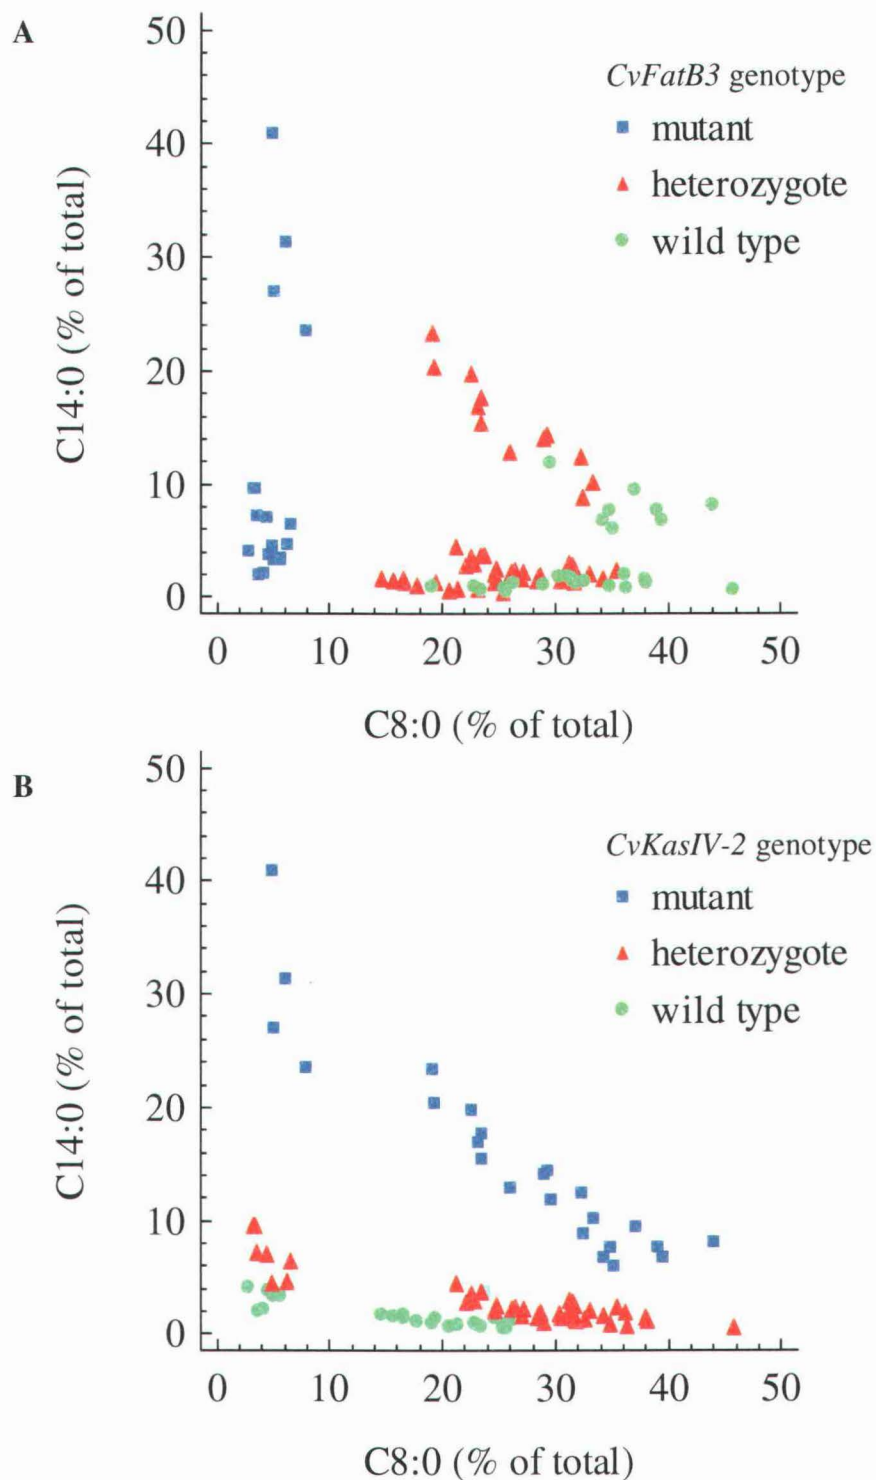 A
CvFatB3 genotype
mutant
heterozygote
wild type
C14:0 (% of total)
50
40
30
20
10
0
0 10 20 30 40 50
C8:0 (% of total)
B
CvKasIV-2 genotype
mutant
heterozygote
wild type
C14:0 (% of total)
50
40
30
20
10
0
0 10 20 30 40 50
C8:0 (% of total)